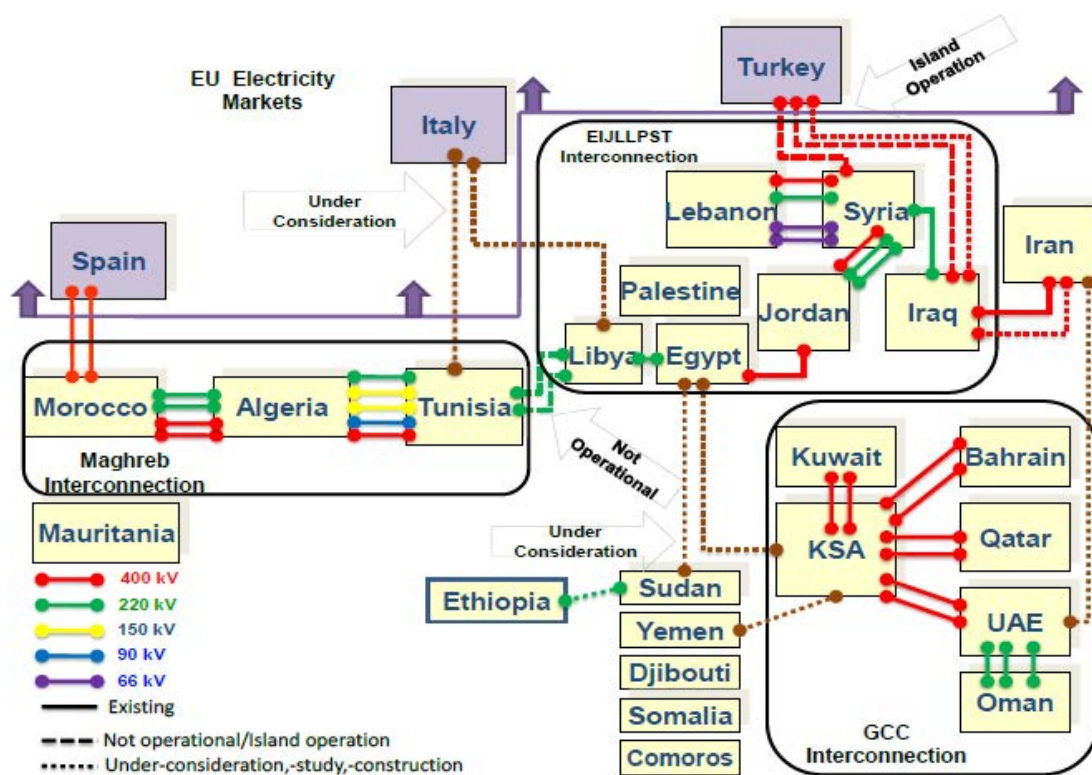 EU Electricity
Markets
Turkey
Island
Operation
Italy
EIJLLPST
Interconnection
Under
Consideration
Lebanon
Syria
Spain
Iran
Palestine
Jordan
Iraq
Libya
Egypt
Morocco
Algeria
Tunisia
Not
Operational
Maghreb
Interconnection
Kuwait
Bahrain
Mauritania
Under
Consideration
KSA
Qatar
400 kV
220 kV
150 kV
90 kV
66 kV
Existing
Not operational/Island operation
Under-consideration,-study,-construction
Ethiopia
Sudan
Yemen
Djibouti
Somalia
Comoros
UAE
Oman
GCC
Interconnection